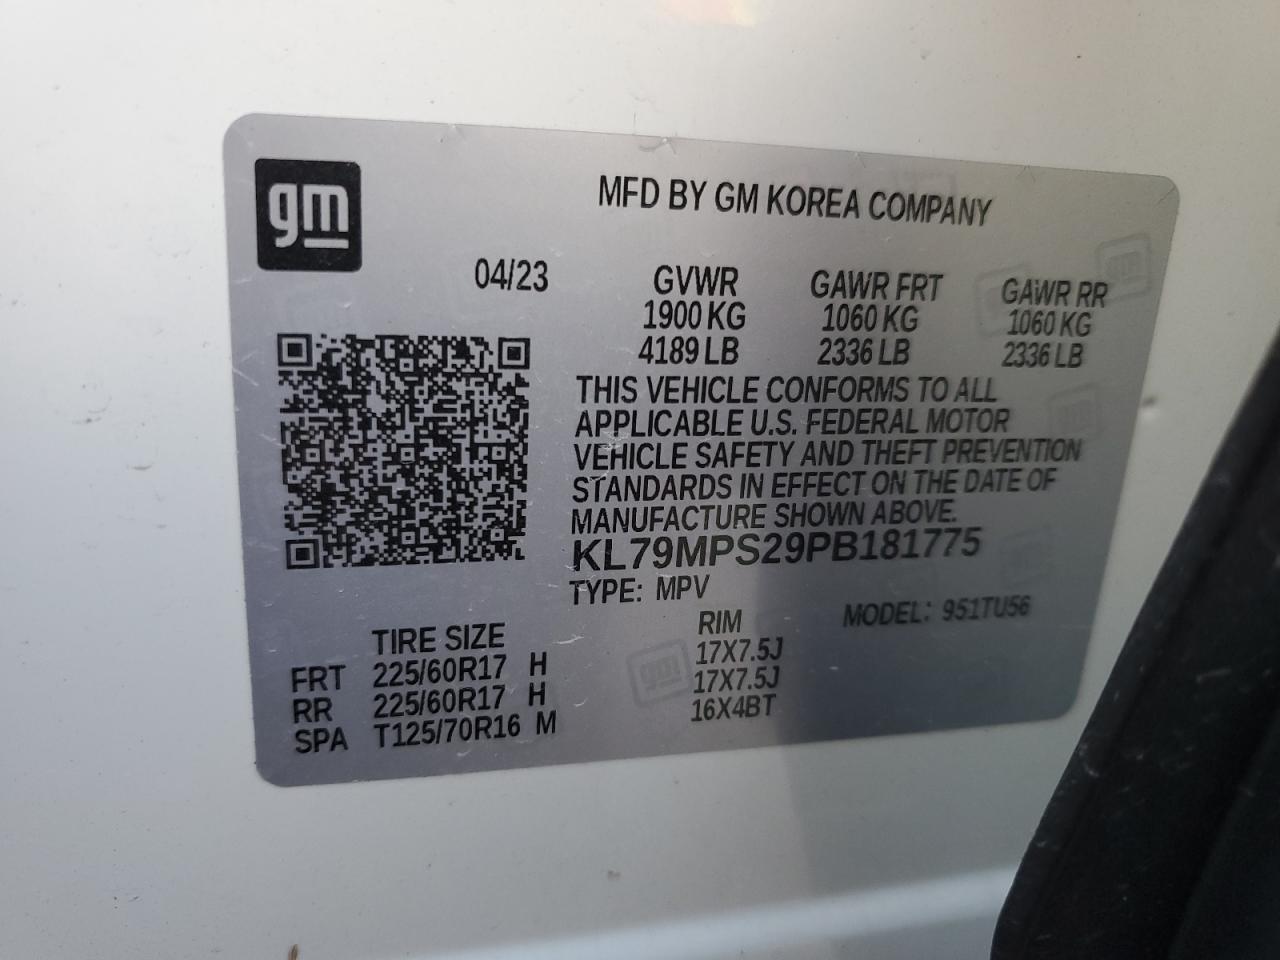 gm
MFD BY GM KOREA COMPANY
04/23 GVWR GAWR FRT GAWR RR
1900 KG 1060 KG 1060 KG
4189 LB 2336 LB 2336 LB
THIS VEHICLE CONFORMS TO ALL
APPLICABLE U.S. FEDERAL MOTOR
VEHICLE SAFETY AND THEFT PREVENTION
STANDARDS IN EFFECT ON THE DATE OF
MANUFACTURE SHOWN ABOVE.
KL79MPS29PB181775
TYPE: MPV MODEL: 951TU56
TIRE SIZE RIM
FRT 225/60R17 H 17X7.5J
RR 225/60R17 H 17X7.5J
SPA T125/70R16 M 16X4BT